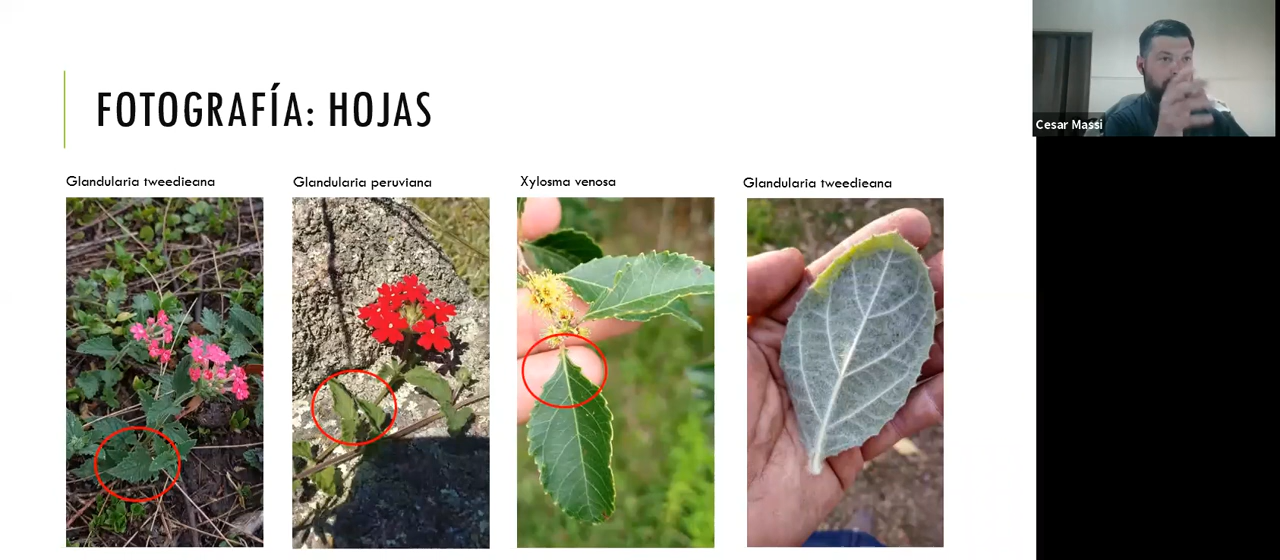 FOTOGRAFÍA: HOJAS
Cesar Massi
Glandularia tweedieana
Glandularia peruviana
Xylosma venosa
Glandularia tweedieana